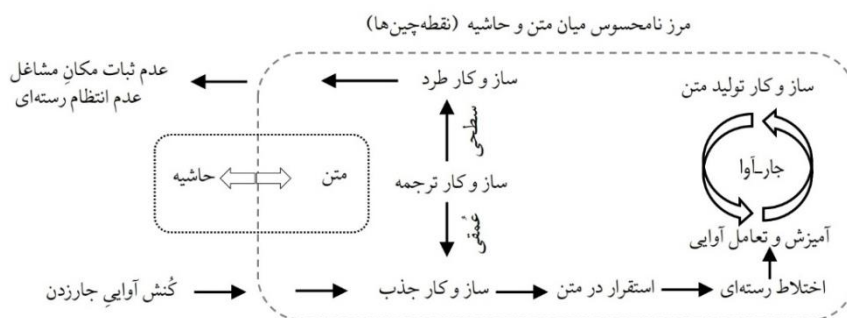 مرز نامحسوس میان متن و حاشیه (نقطه‌چین‌ها)
ساز و کار تولید متن
جار-آوا
آمیزش و تعامل آوایی
اختلاط رسته‌ای
ساز و کار طرد
سطحی
ساز و کار ترجمه
عُمقی
ساز و کار جذب
استقرار در متن
متن
حاشیه
عدم ثبات مکانِ مشاغل
عدم انتظام رسته‌ای
کُنش آواییِ جارزدن